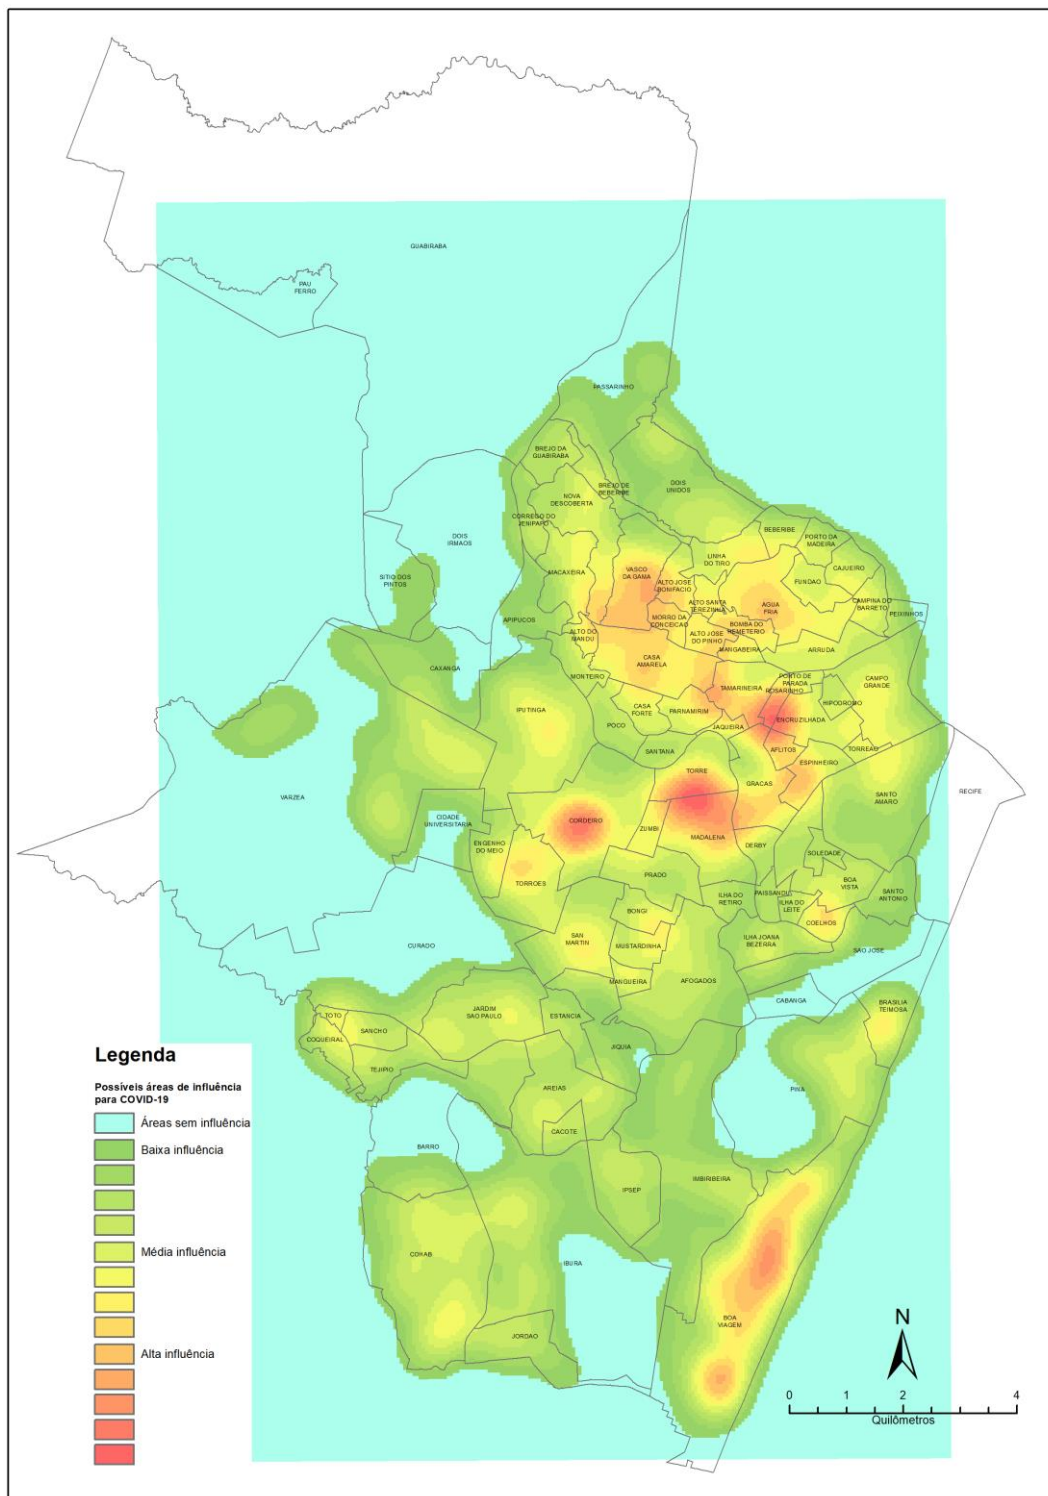 GUABIRABA
PAU
FERRO
PASSARINHO
BREJO DA
GUABIRABA
BREJO DE
BEBERIBE
DOIS
UNIDOS
NOVA
DESCOBERTA
CORREGO DO
JENIPAPO
BEBERIBE
PORTO DA
MADEIRA
DOIS
IRMAOS
LINHA
DO TIRO
CAJUEIRO
MACAXEIRA
VASCO
DA GAMA
ALTO JOSE
BONIFACIO
FUNDAO
SITIO DOS
PINTOS
ALTO SANTA
TEREZINHA
AGUA
FRIA
CAMPINA DO
BARRETO
PEIXINHOS
APIPUCOS
MORRO DA
CONCEICAO
BOMBA DO
HEMETERIO
ALTO DO
MANDU
ALTO JOSE
DO PINHO
MANGABEIRA
ARRUDA
CASA
AMARELA
CAXANGA
MONTEIRO
TAMARINEIRA
PORTO DE
PARADA
ROSARINHO
CAMPO
GRANDE
IPUTINGA
CASA
FORTE
PARNAMIRIM
HIPODROMO
POCO
JAQUEIRA
ENCRUZILHADA
SANTANA
AFLITOS
TORREAO
ESPINHEIRO
TORRE
GRACAS
VARZEA
SANTO
AMARO
RECIFE
CIDADE
UNIVERSITARIA
CORDEIRO
ZUMBI
MADALENA
DERBY
ENGENHO
DO MEIO
SOLEDADE
TORROES
PRADO
BOA
VISTA
ILHA DO
RETIRO
PAISSANDU
ILHA DO
LEITE
SANTO
ANTONIO
BONGI
COELHOS
CURADO
SAN
MARTIN
MUSTARDINHA
ILHA JOANA
BEZERRA
SAO JOSE
MANGUEIRA
AFOGADOS
CABANGA
BRASILIA
TEIMOSA
JARDIM
SAO PAULO
ESTANCIA
TOTO
SANCHO
COQUEIRAL
JIQUIA
TEJIPIO
AREIAS
PINA
CACOTE
BARRO
IPSEP
IMBIRIBEIRA
COHAB
IBURA
BOA
VIAGEM
JORDAO
Legenda
Possíveis áreas de influência
para COVID-19
Áreas sem influência
Baixa influência
Média influência
Alta influência
N
0 1 2 4
Quilômetros